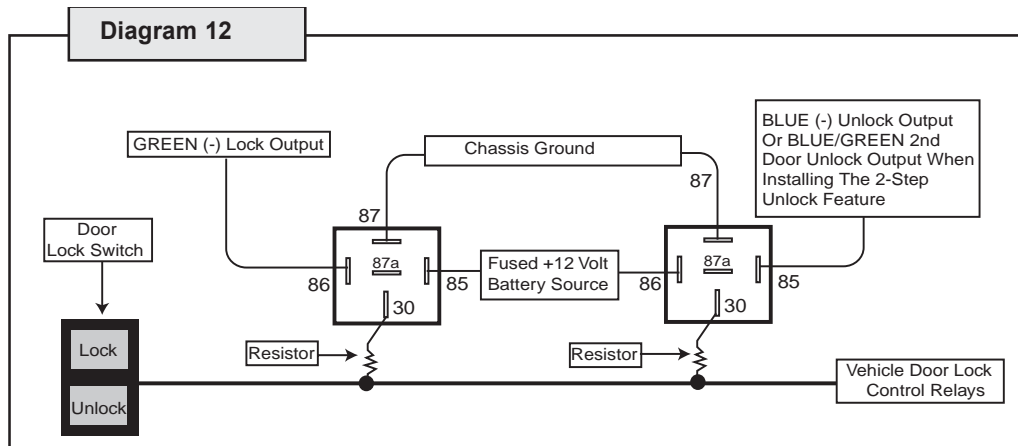 Diagram 12
GREEN (-) Lock Output
Chassis Ground
BLUE (-) Unlock Output
Or BLUE/GREEN 2nd
Door Unlock Output When
Installing The 2-Step
Unlock Feature
87
87
Door
Lock Switch
87a
87a
86
85
Fused +12 Volt
Battery Source
86
85
30
30
Lock
Resistor
Resistor
Unlock
Vehicle Door Lock
Control Relays